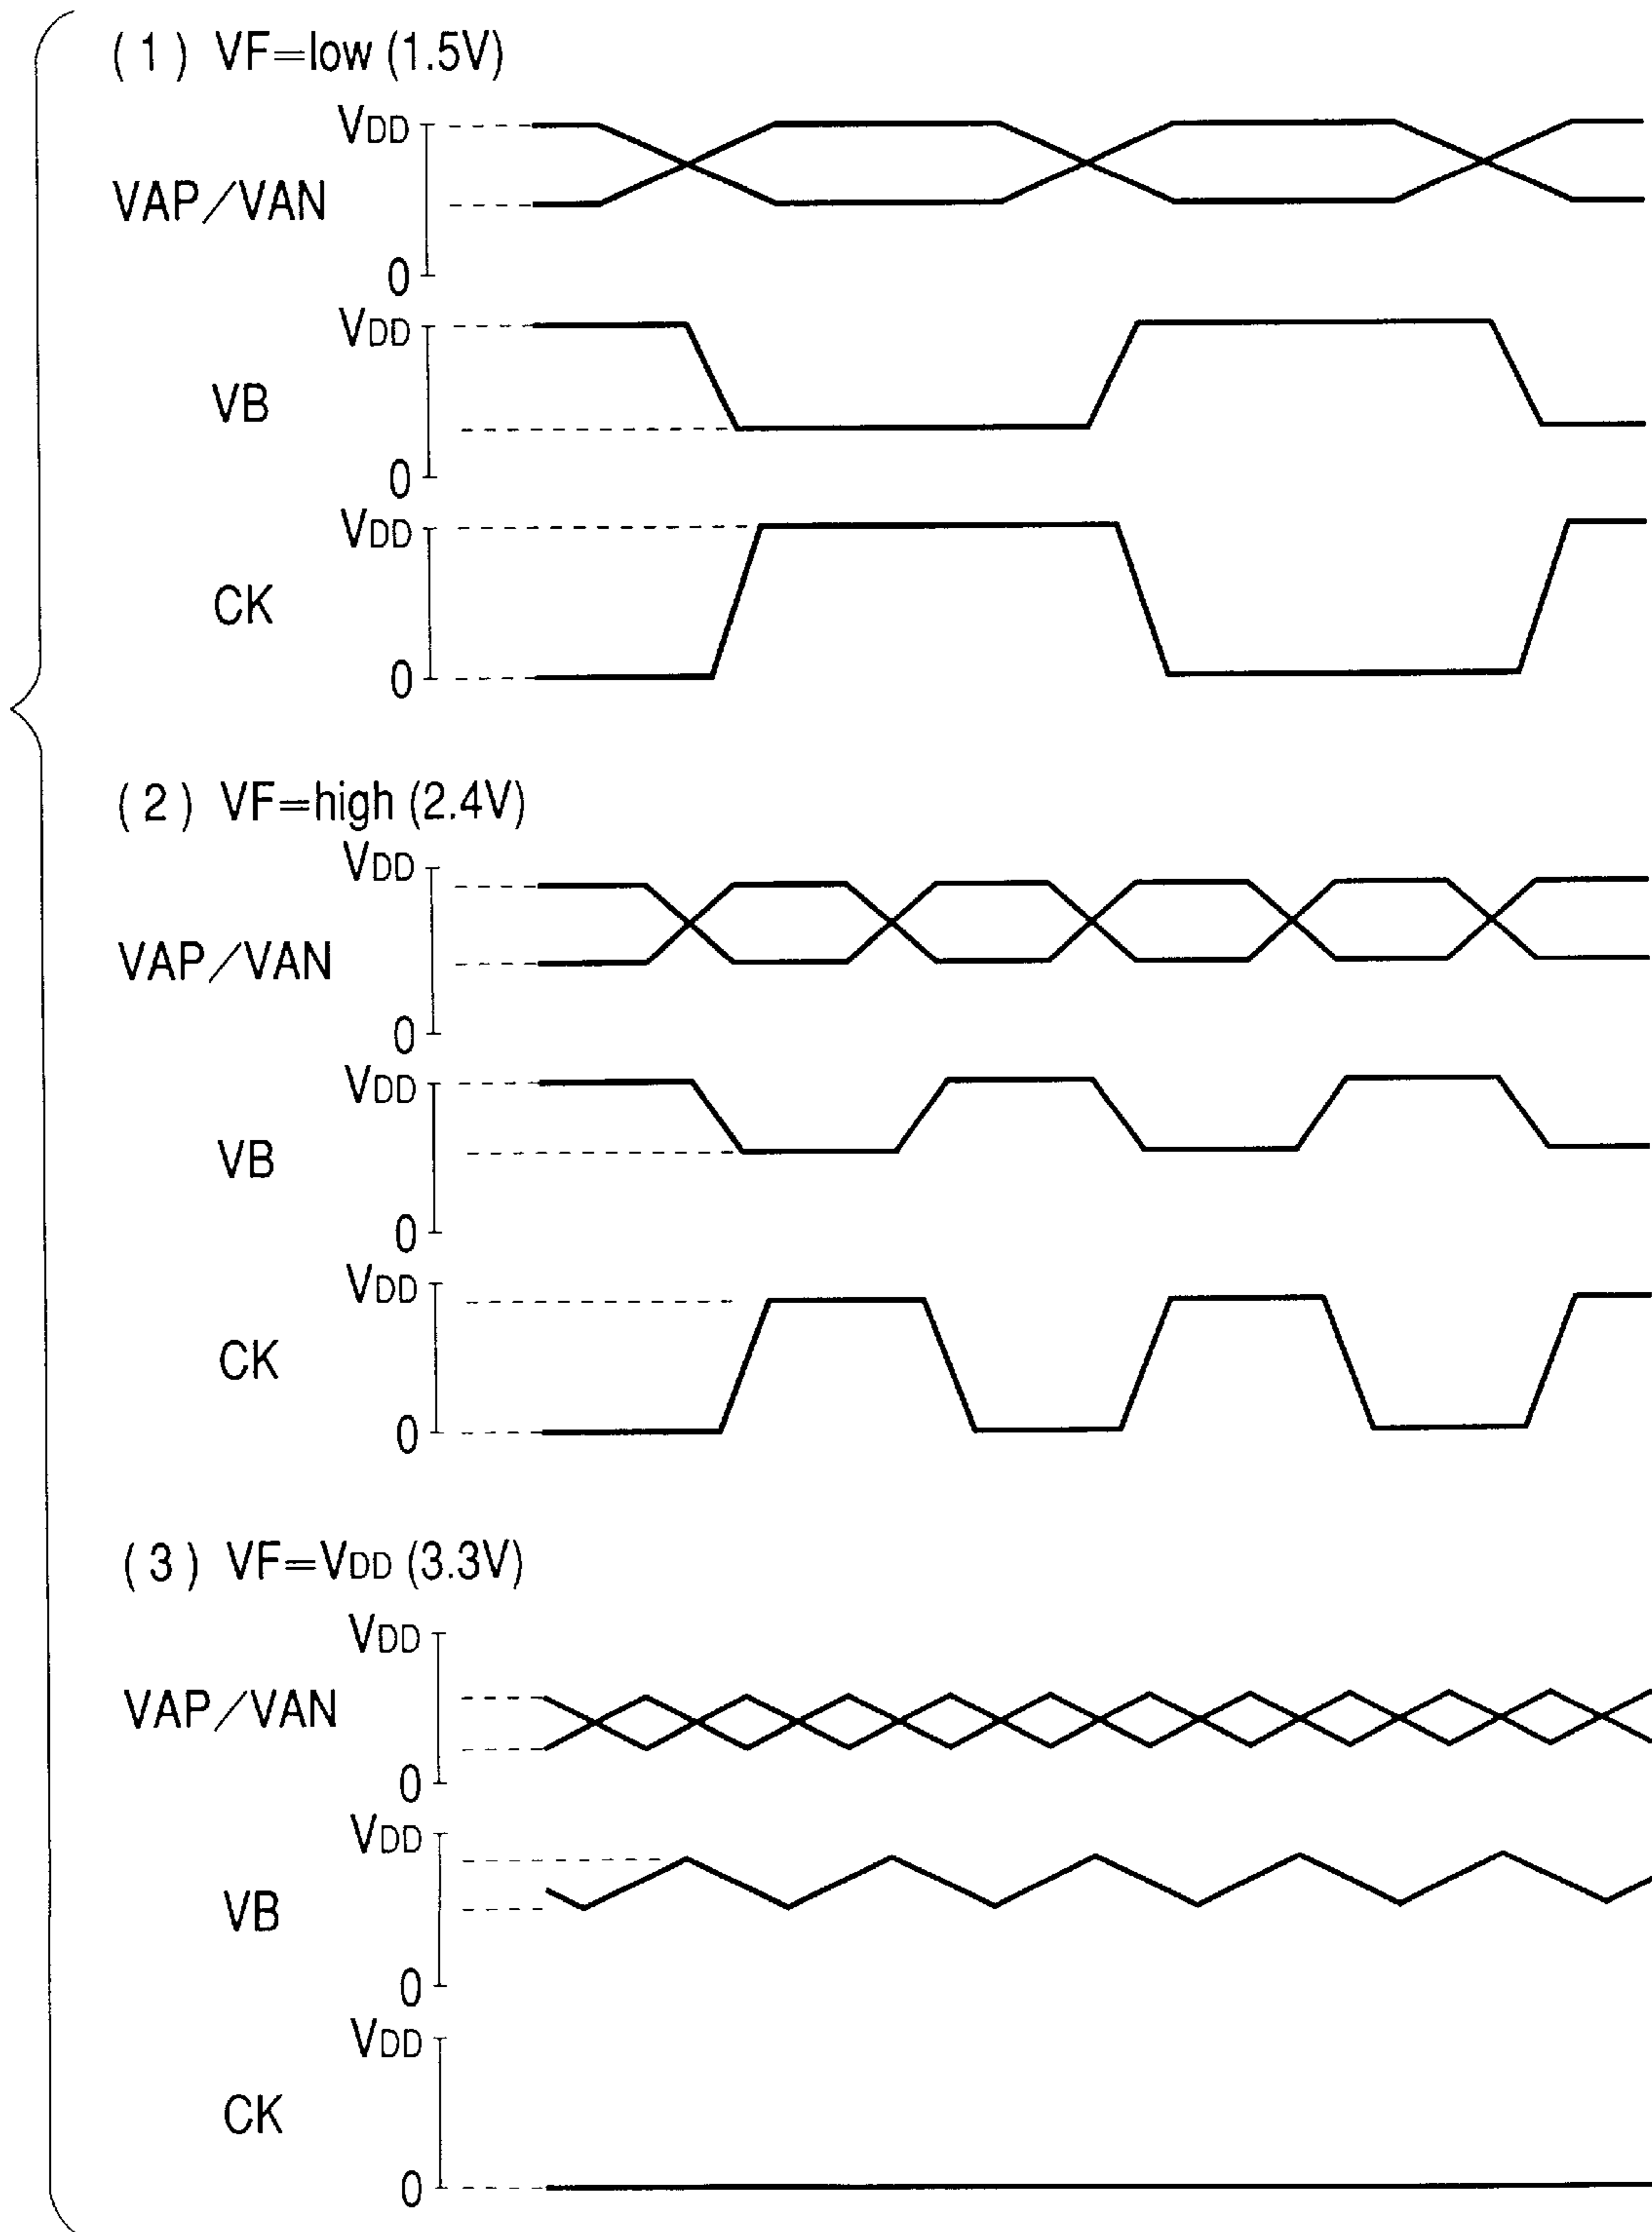 (1) VF=low (1.5V)
VDD
VAP/VAN
0
VDD
VB
0
VDD
CK
0
(2) VF=high (2.4V)
VDD
VAP/VAN
0
VDD
VB
0
VDD
CK
0
(3) VF=VDD (3.3V)
VDD
VAP/VAN
0
VDD
VB
0
VDD
CK
0